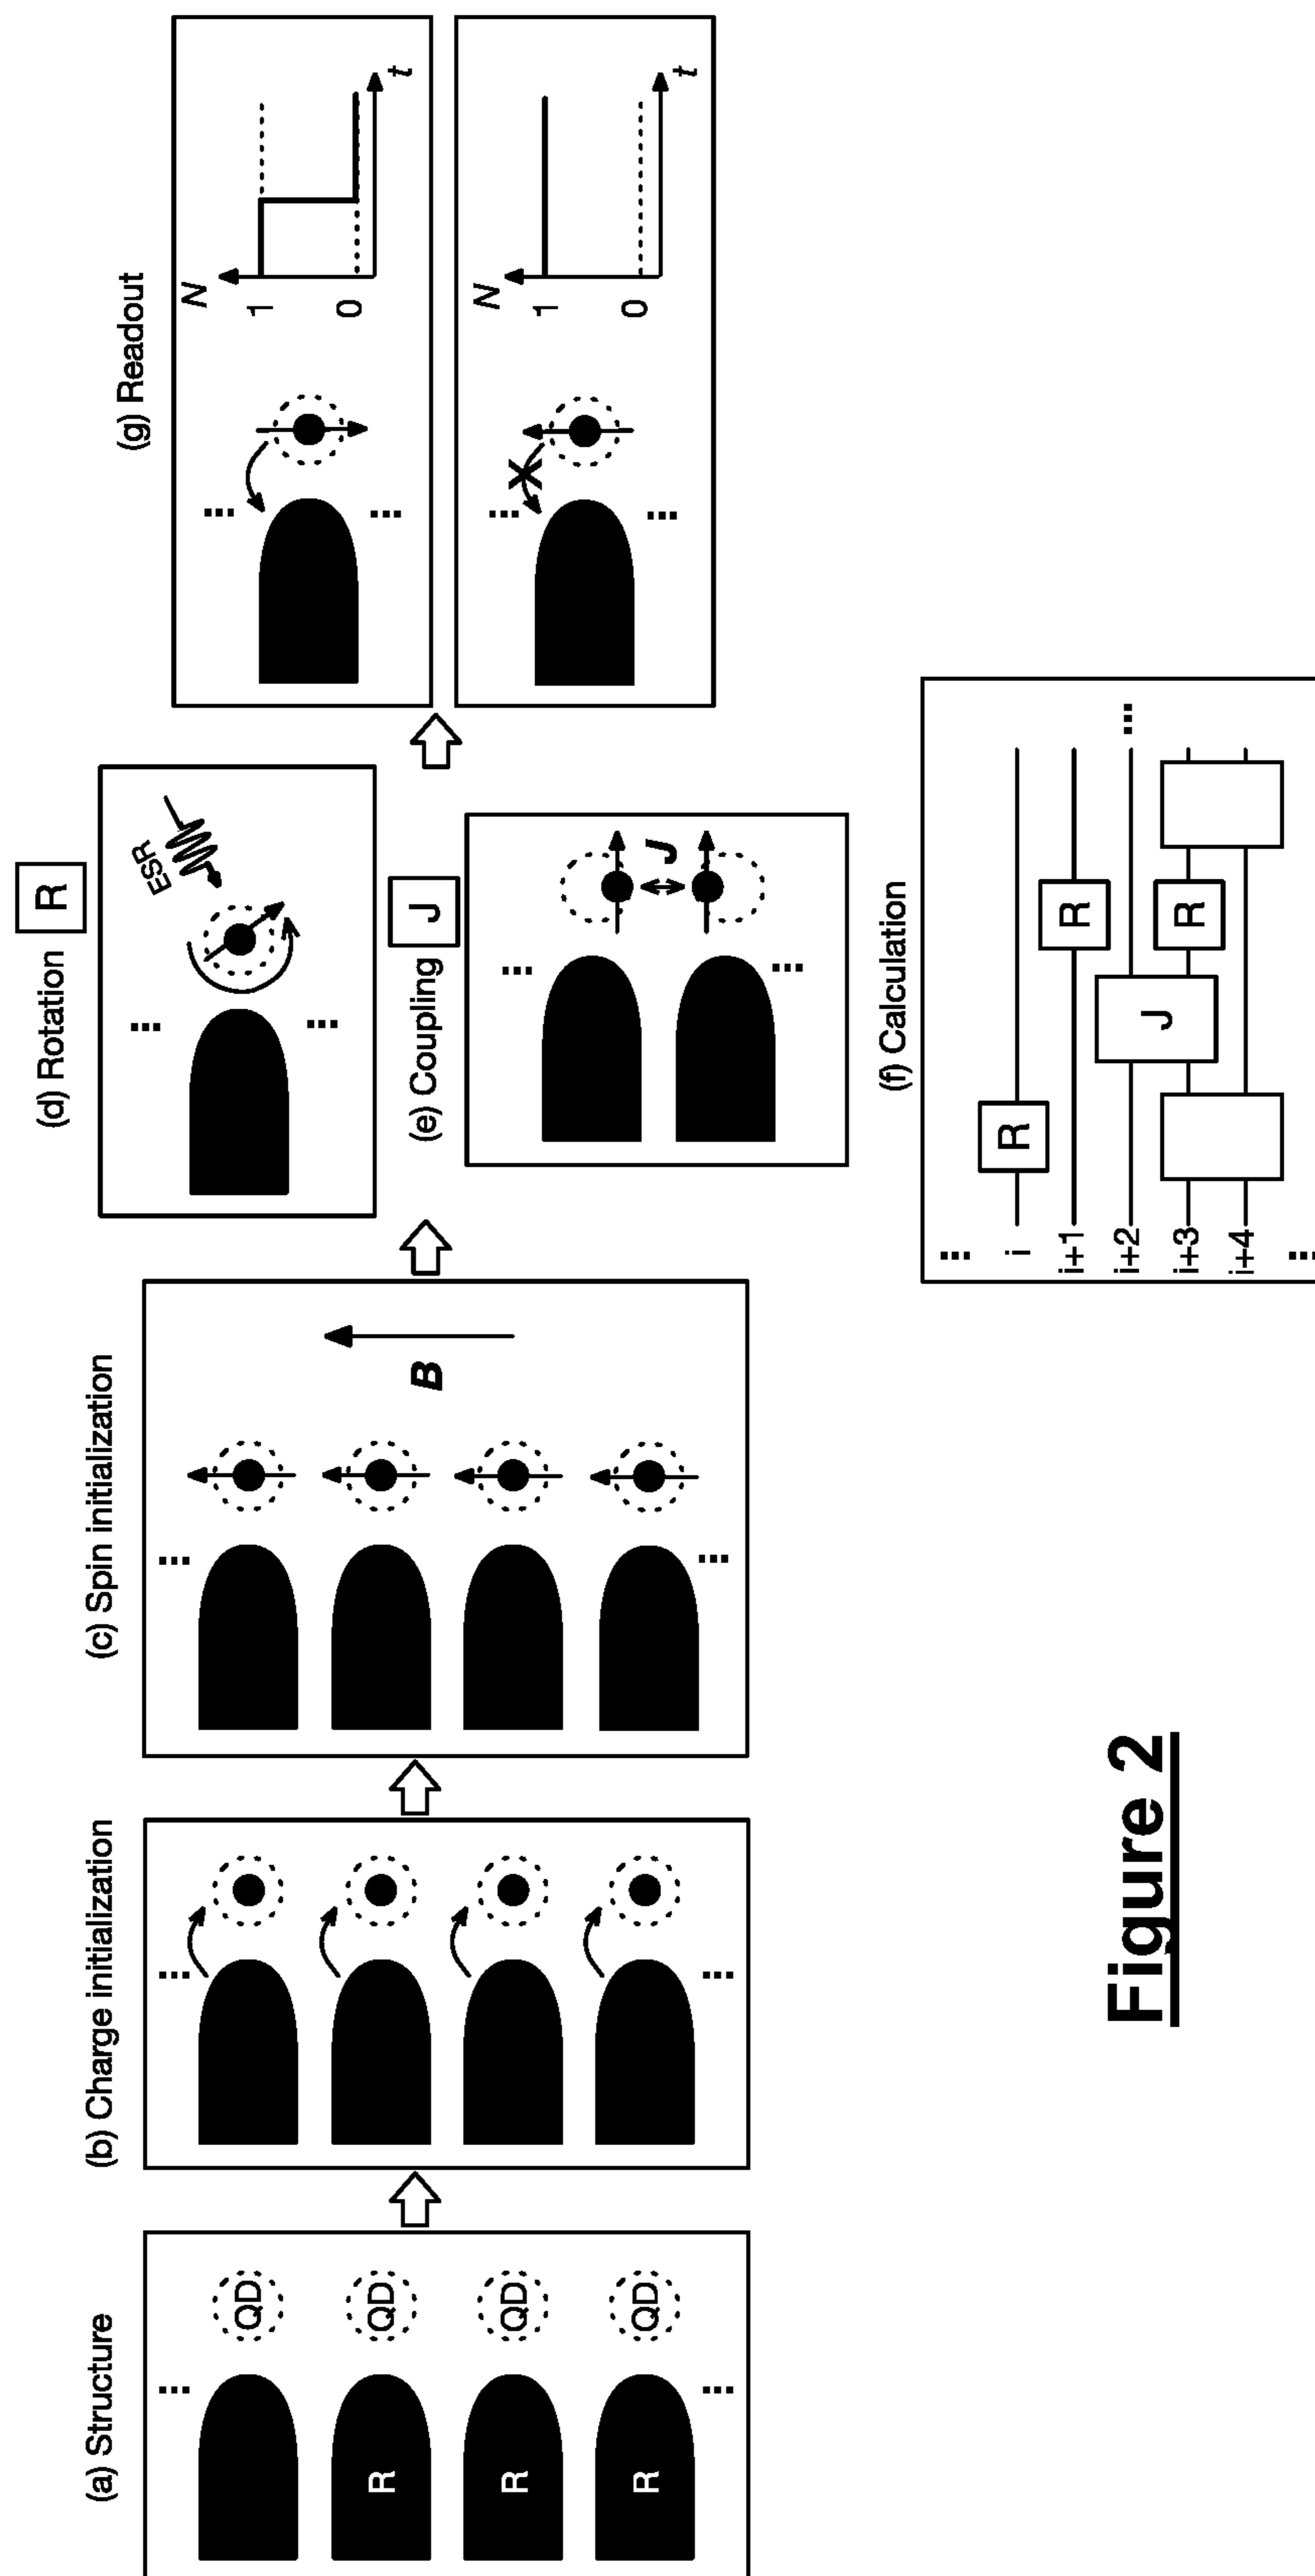 (a) Structure
...
QD
R QD
R QD
R QD
...
(b) Charge initialization
...
...
(c) Spin initialization
...
B
...
(d) Rotation R
...
ESR
...
(e) Coupling J
...
J
...
(f) Calculation
...
i R
i+1 R
i+2 ...
J
i+3 R
i+4
...
(g) Readout
N
...
1
0
...
t
N
...
X
1
0
...
t
Figure 2